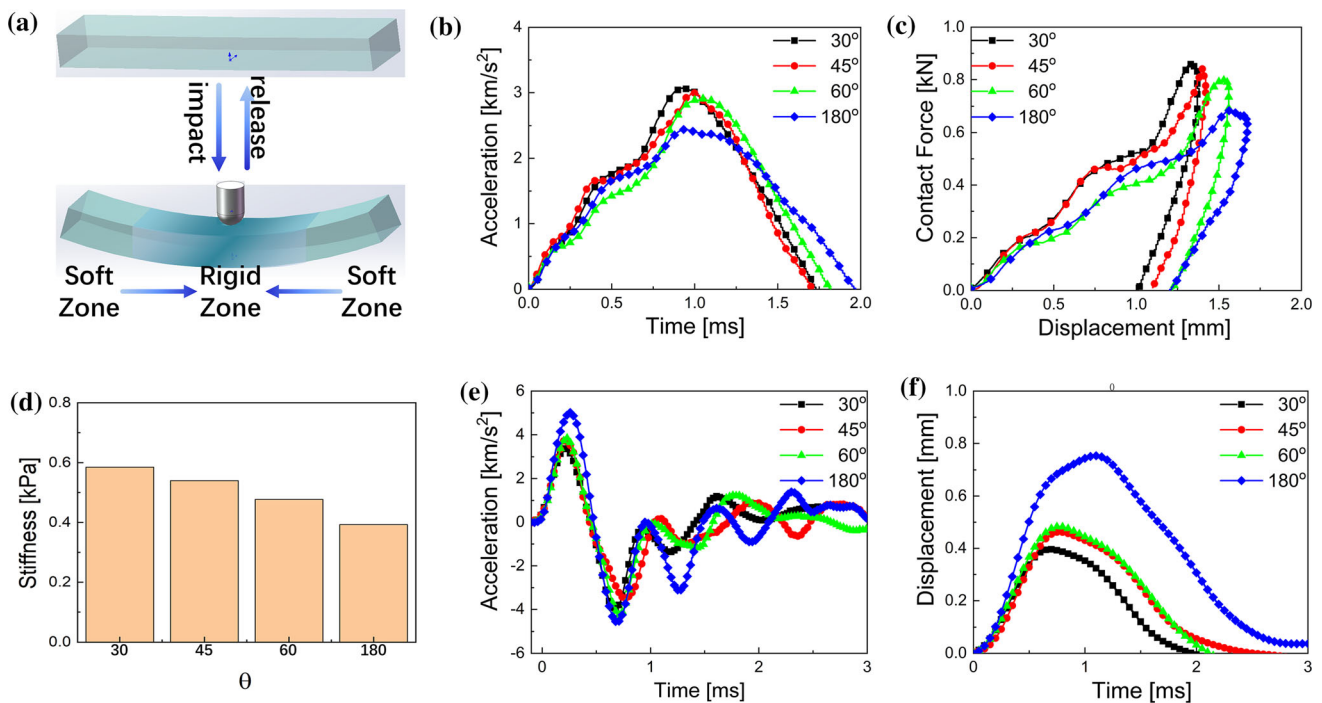 (a)
impact
release
Soft Zone
Rigid Zone
Soft Zone
(b)
Acceleration [km/s²]
4
3
2
1
0
0.0 0.5 1.0 1.5 2.0
Time [ms]
30°
45°
60°
180°
(c)
Contact Force [kN]
1.0
0.8
0.6
0.4
0.2
0.0
0.0 0.5 1.0 1.5 2.0
Displacement [mm]
30°
45°
60°
180°
(d)
Stiffness [kPa]
0.8
0.6
0.4
0.2
0.0
30 45 60 180
θ
(e)
Acceleration [km/s²]
6
4
2
0
-2
-4
-6
0 1 2 3
Time [ms]
30°
45°
60°
180°
(f)
0
Displacement [mm]
1.0
0.8
0.6
0.4
0.2
0.0
0 1 2 3
Time [ms]
30°
45°
60°
180°